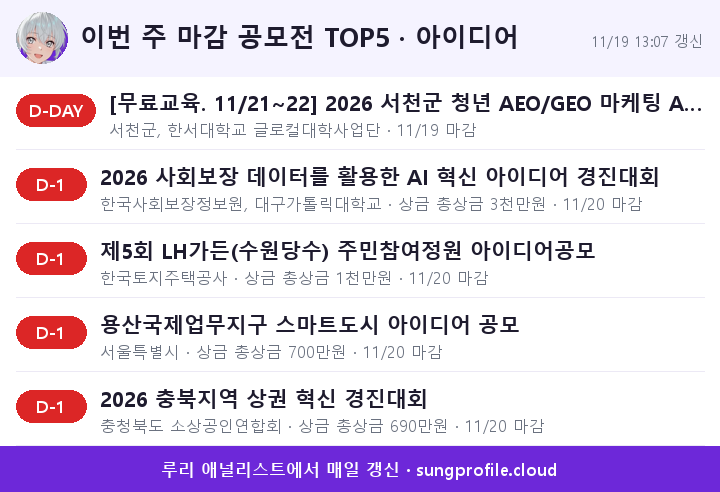 이번 주 마감 공모전 TOP5 · 아이디어
11/19 13:07 갱신
D-DAY
[무료교육. 11/21~22] 2026 서천군 청년 AEO/GEO 마케팅 A...
서천군, 한서대학교 글로컬대학사업단 · 11/19 마감
D-1
2026 사회보장 데이터를 활용한 AI 혁신 아이디어 경진대회
한국사회보장정보원, 대구가톨릭대학교 · 상금 총상금 3천만원 · 11/20 마감
D-1
제5회 LH가든(수원당수) 주민참여정원 아이디어공모
한국토지주택공사 · 상금 총상금 1천만원 · 11/20 마감
D-1
용산국제업무지구 스마트도시 아이디어 공모
서울특별시 · 상금 총상금 700만원 · 11/20 마감
D-1
2026 충북지역 상권 혁신 경진대회
충청북도 소상공인연합회 · 상금 총상금 690만원 · 11/20 마감
루리 애널리스트에서 매일 갱신 · sungprofile.cloud